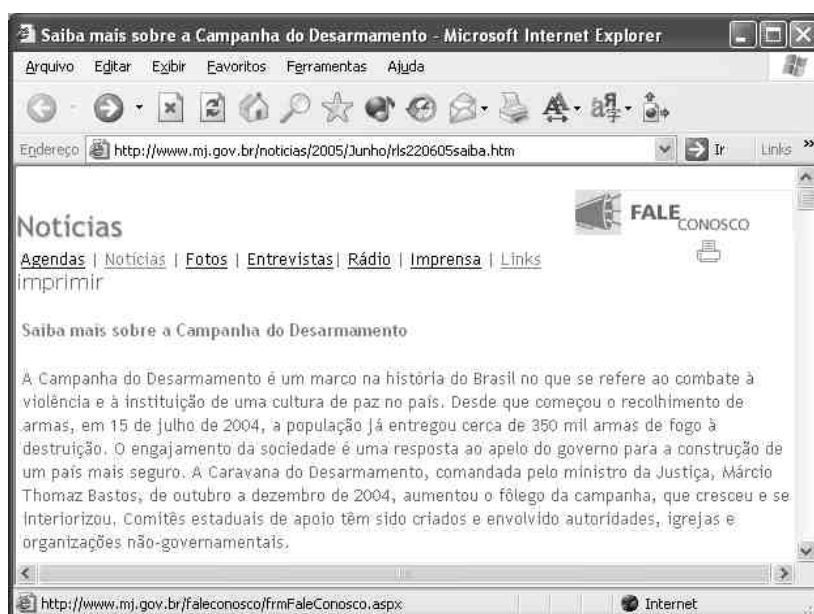 Saiba mais sobre a Campanha do Desarmamento - Microsoft Internet Explorer
Arquivo Editar Exibir Favoritos Ferramentas Ajuda
Endereço http://www.mj.gov.br/noticias/2005/Junho/rls220605saiba.htm Ir Links »
FALE CONOSCO
Notícias
Agendas | Notícias | Fotos | Entrevistas| Rádio | Imprensa | Links
imprimir
Saiba mais sobre a Campanha do Desarmamento
A Campanha do Desarmamento é um marco na história do Brasil no que se refere ao combate à
violência e à instituição de uma cultura de paz no país. Desde que começou o recolhimento de
armas, em 15 de julho de 2004, a população já entregou cerca de 350 mil armas de fogo à
destruição. O engajamento da sociedade é uma resposta ao apelo do governo para a construção de
um país mais seguro. A Caravana do Desarmamento, comandada pelo ministro da Justiça, Márcio
Thomaz Bastos, de outubro a dezembro de 2004, aumentou o fôlego da campanha, que cresceu e se
interiorizou. Comitês estaduais de apoio têm sido criados e envolvido autoridades, igrejas e
organizações não-governamentais.
http://www.mj.gov.br/faleconosco/frmFaleConosco.aspx Internet